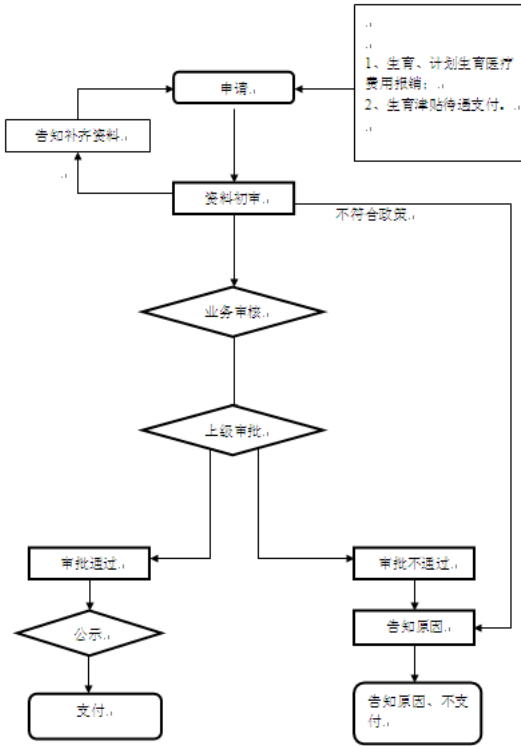 申请
1、生育、计划生育医疗
费用报销；
2、生育津贴待遇支付。
告知补齐资料
资料初审
不符合政策
业务审核
上级审批
审批通过
审批不通过
公示
告知原因
支付
告知原因、不支
付